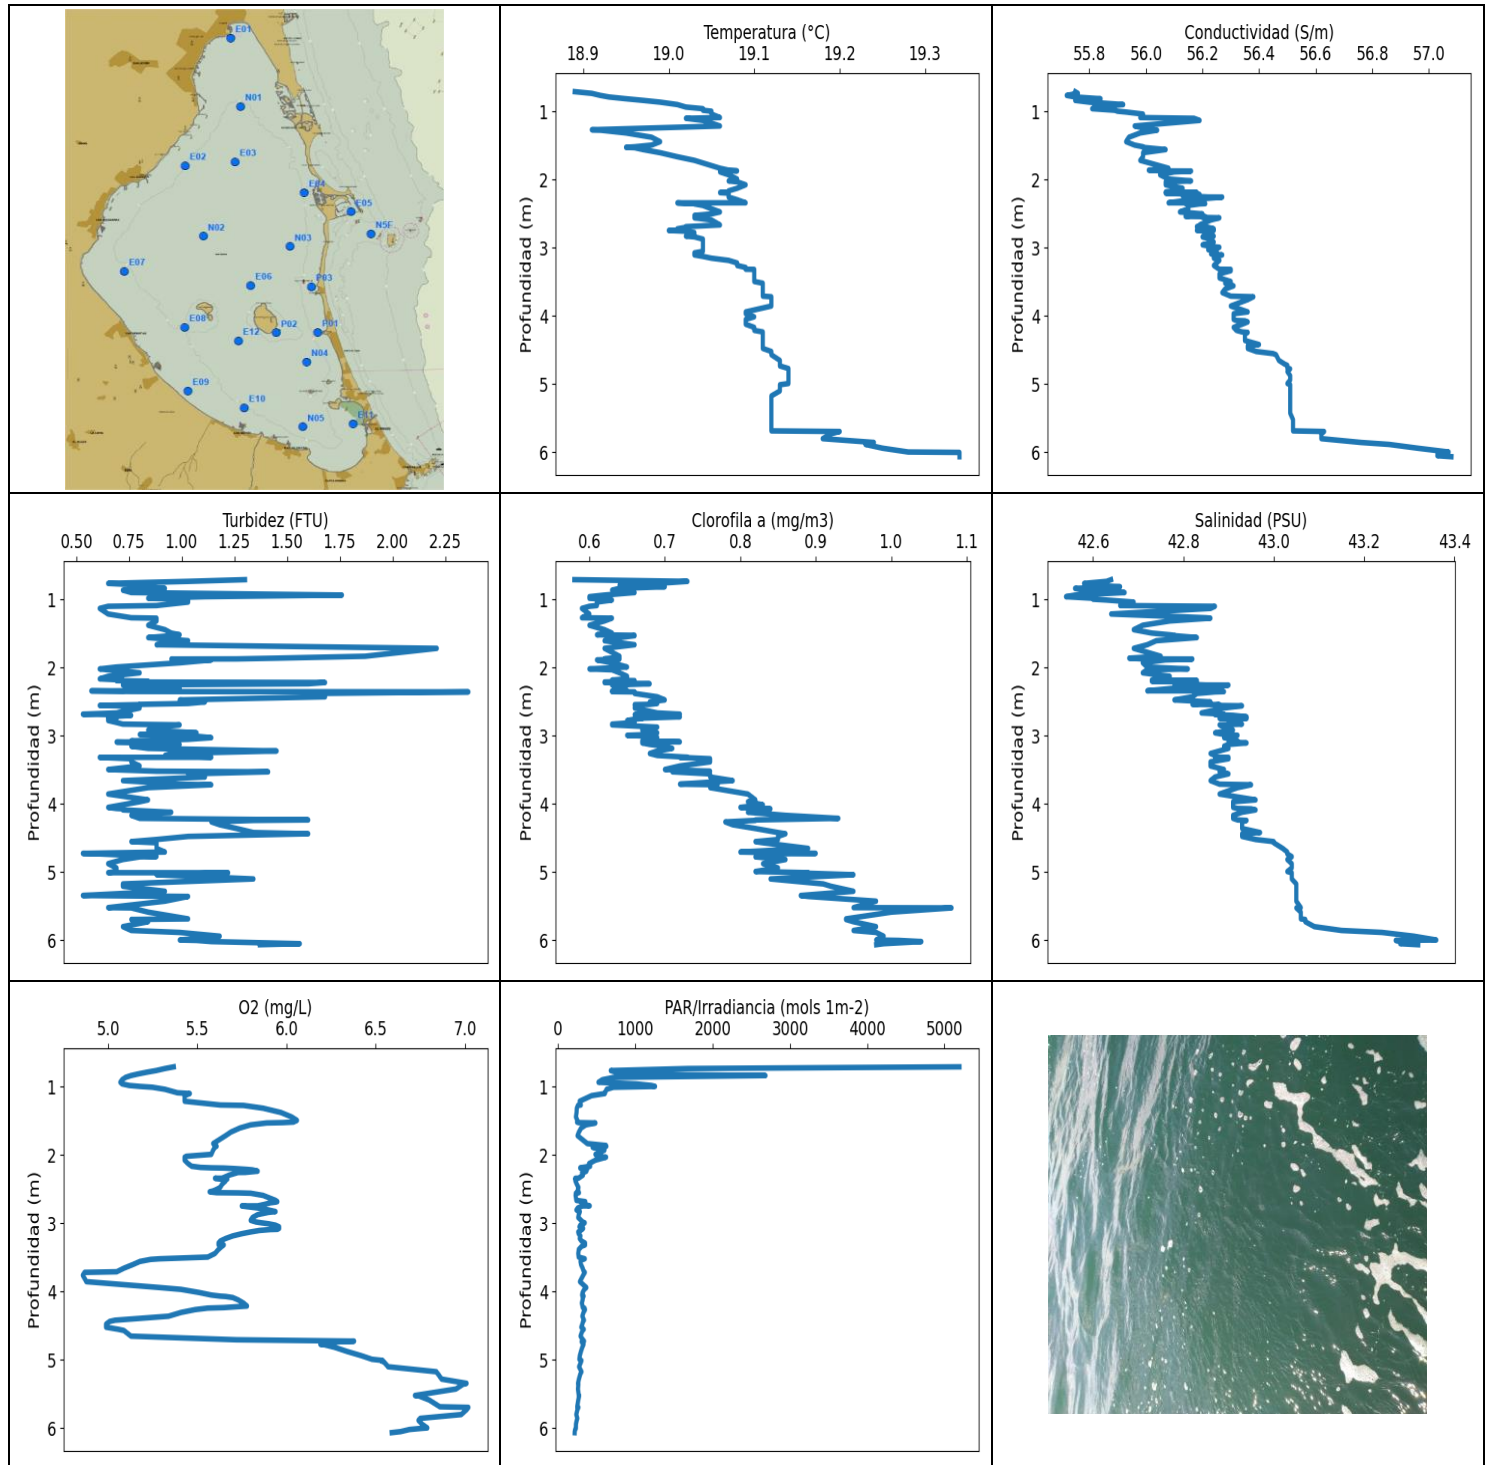 E01
N01
E02
E03
E04
E05
N5F
N02
N03
E07
E06
P03
E08
P02
P01
E12
N04
E09
E10
N05
E11
Temperatura (°C)
18.9 19.0 19.1 19.2 19.3
Profundidad (m)
1
2
3
4
5
6
Conductividad (S/m)
55.8 56.0 56.2 56.4 56.6 56.8 57.0
Profundidad (m)
1
2
3
4
5
6
Turbidez (FTU)
0.50 0.75 1.00 1.25 1.50 1.75 2.00 2.25
Profundidad (m)
1
2
3
4
5
6
Clorofila a (mg/m3)
0.6 0.7 0.8 0.9 1.0 1.1
Profundidad (m)
1
2
3
4
5
6
Salinidad (PSU)
42.6 42.8 43.0 43.2 43.4
Profundidad (m)
1
2
3
4
5
6
O2 (mg/L)
5.0 5.5 6.0 6.5 7.0
Profundidad (m)
1
2
3
4
5
6
PAR/Irradiancia (mols 1m-2)
0 1000 2000 3000 4000 5000
Profundidad (m)
1
2
3
4
5
6